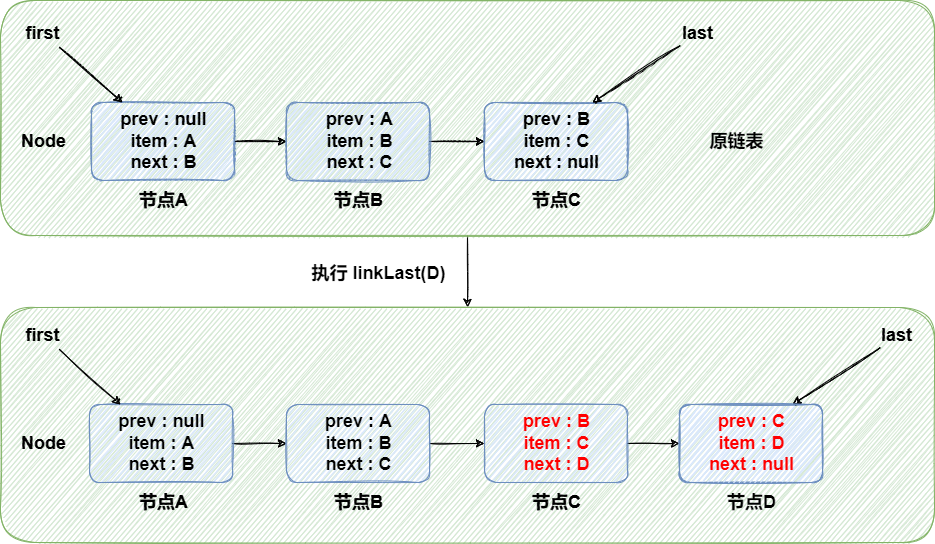 first
last
prev : null
item : A
next : B
prev : A
item : B
next : C
prev : B
item : C
next : null
Node
原链表
节点A
节点B
节点C
执行 linkLast(D)
first
last
prev : null
item : A
next : B
prev : A
item : B
next : C
prev : B
item : C
next : D
prev : C
item : D
next : null
Node
节点A
节点B
节点C
节点D